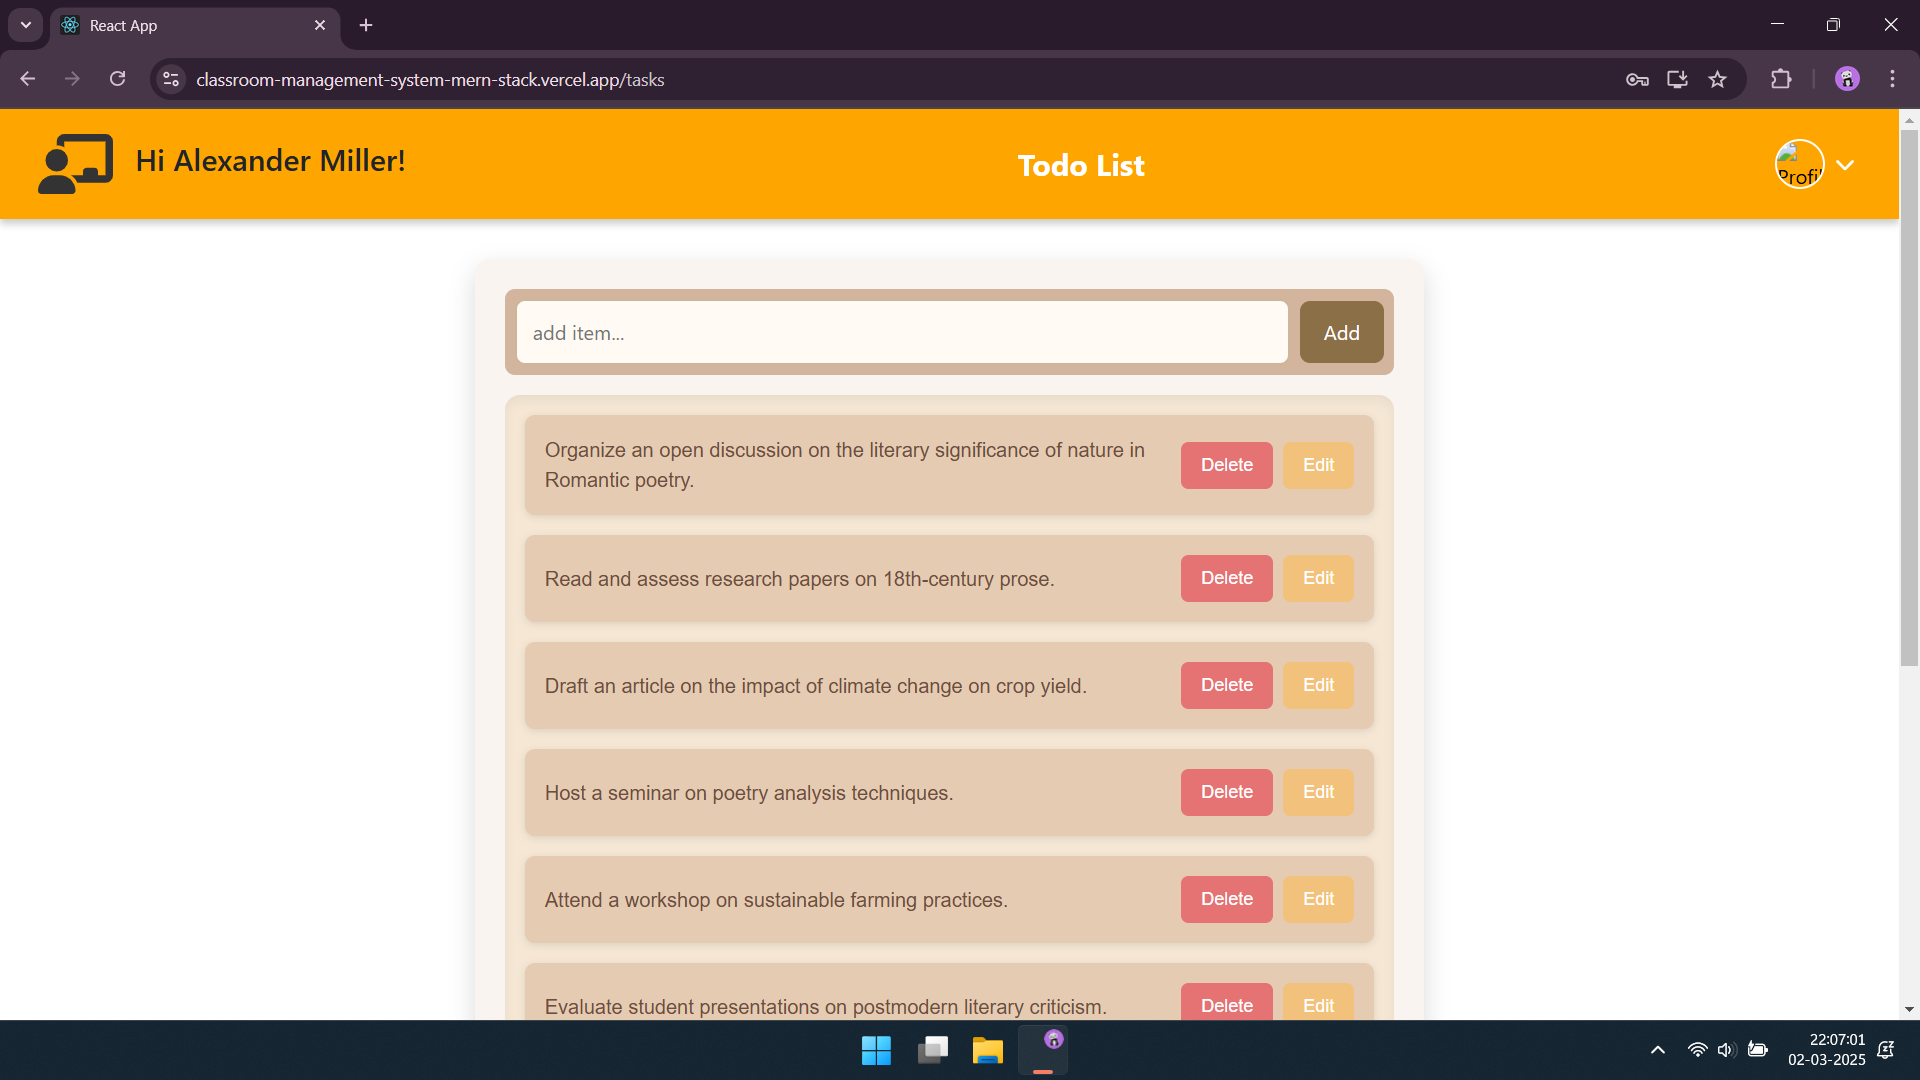 React App
classroom-management-system-mern-stack.vercel.app/tasks
Hi Alexander Miller!
Todo List
Profil
add item...
Add
Organize an open discussion on the literary significance of nature in
Romantic poetry.
Delete
Edit
Read and assess research papers on 18th-century prose.
Delete
Edit
Draft an article on the impact of climate change on crop yield.
Delete
Edit
Host a seminar on poetry analysis techniques.
Delete
Edit
Attend a workshop on sustainable farming practices.
Delete
Edit
Evaluate student presentations on postmodern literary criticism.
Delete
Edit
22:07:01
02-03-2025